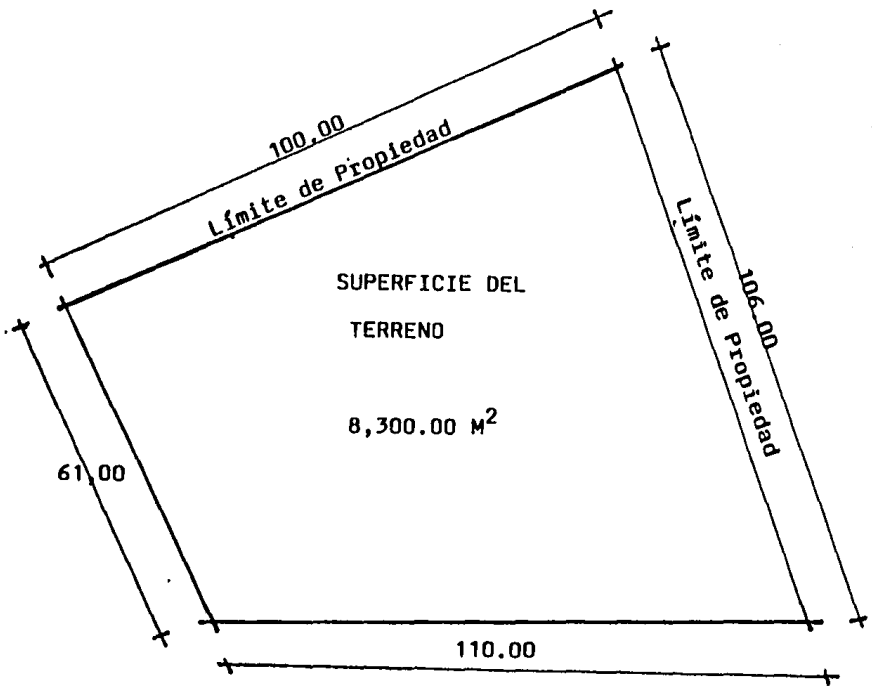 100.00
Límite de Propiedad
SUPERFICIE DEL
TERRENO
8,300.00 M²
Límite de Propiedad
106.00
61.00
110.00